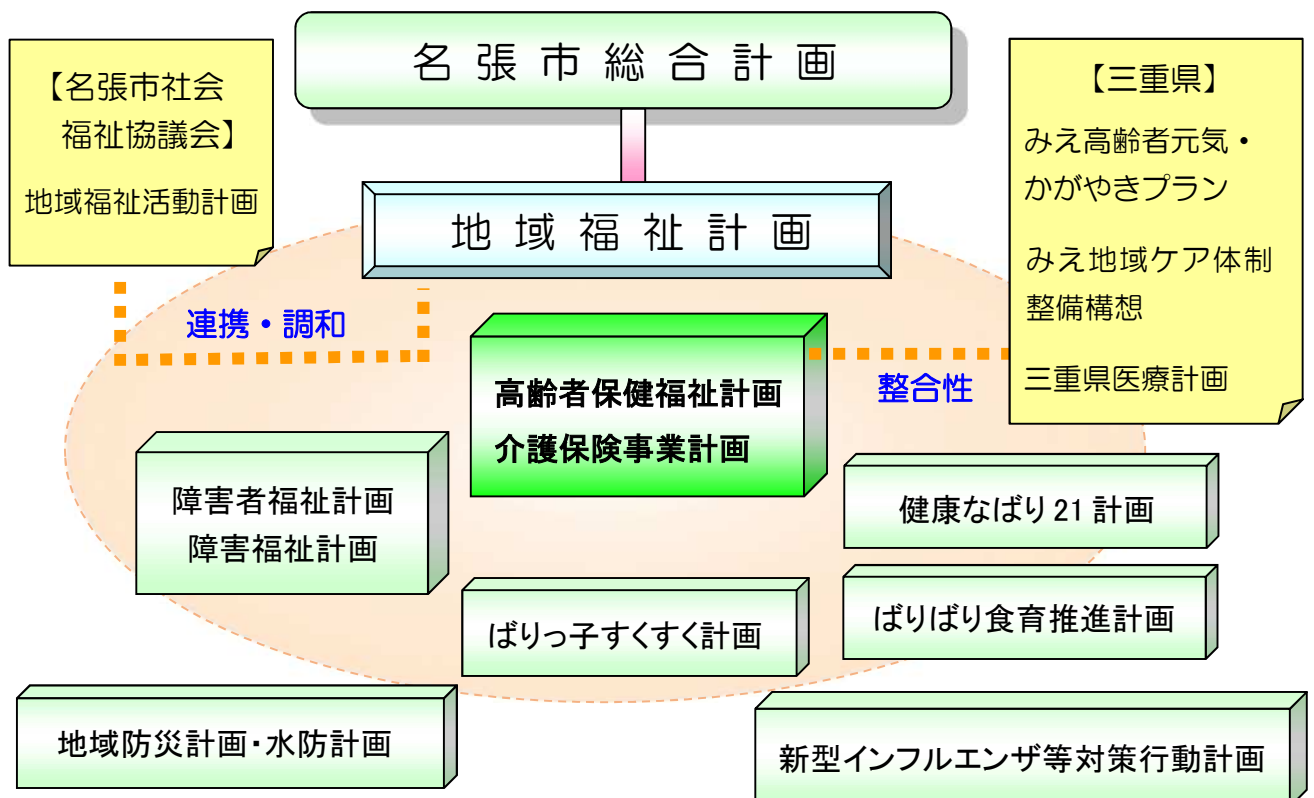 名張市総合計画
【名張市社会
福祉協議会】
地域福祉活動計画
【三重県】
みえ高齢者元気・
かがやきプラン
みえ地域ケア体制
整備構想
三重県医療計画
地域福祉計画
連携・調和
整合性
高齢者保健福祉計画
介護保険事業計画
障害者福祉計画
障害福祉計画
健康なばり21計画
ばりっ子すくすく計画
ばりばり食育推進計画
地域防災計画・水防計画
新型インフルエンザ等対策行動計画